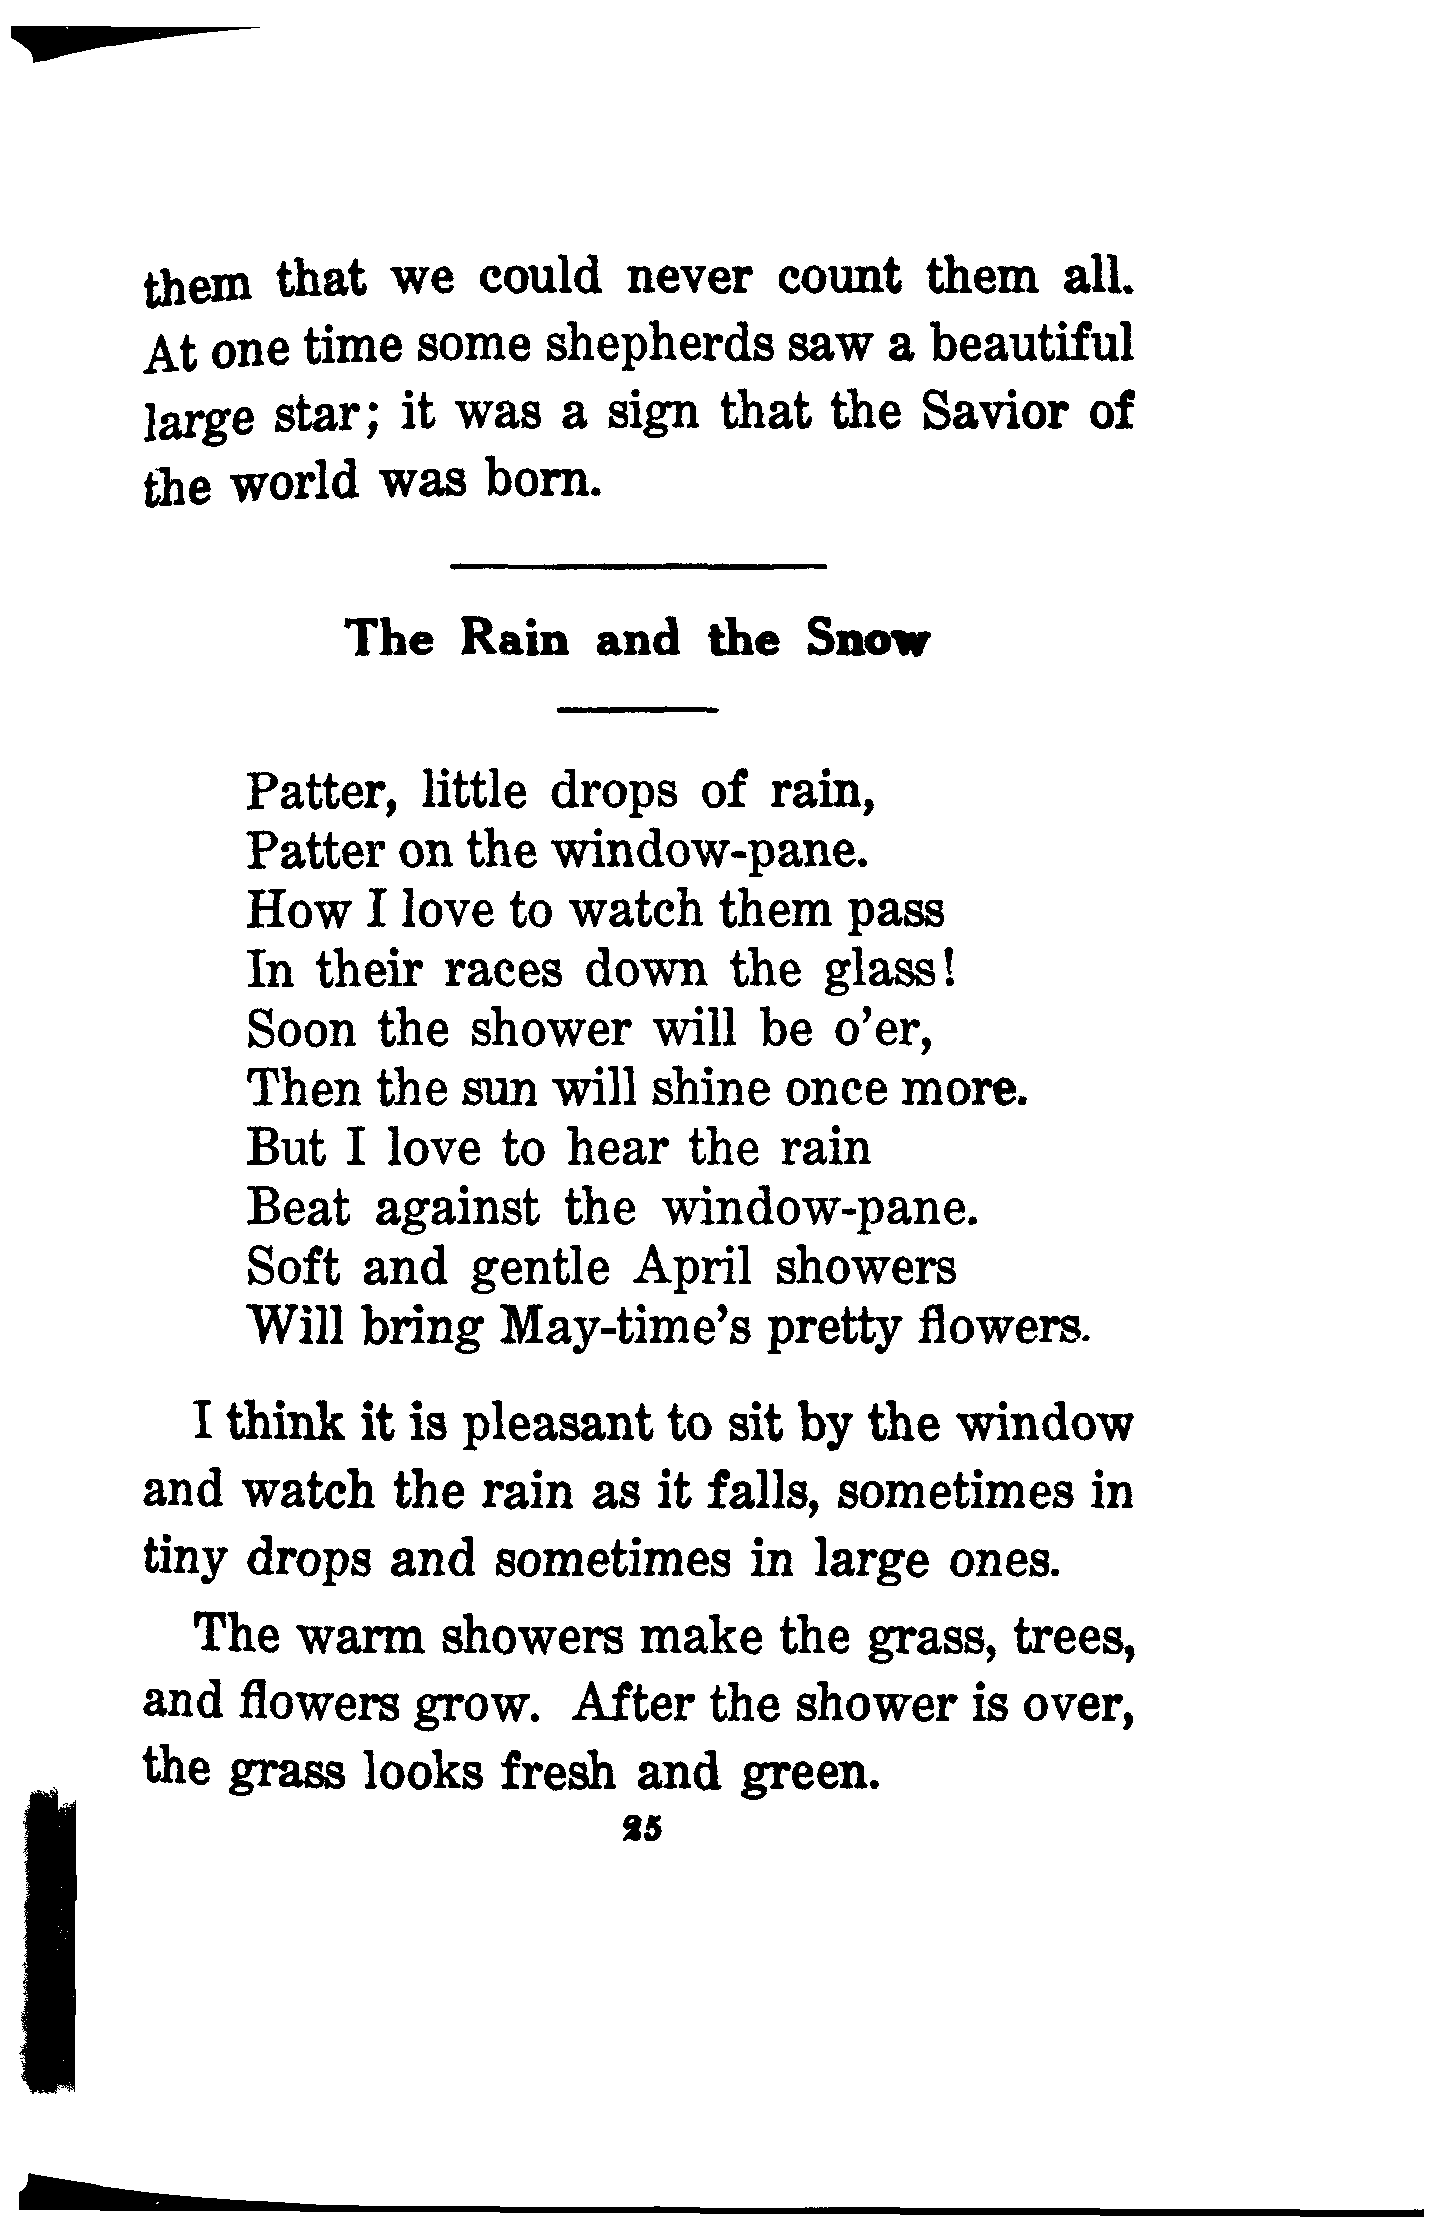 them that we could never count them all.
At one time some shepherds saw a beautiful
large star; it was a sign that the Savior of
the world was born.
The Rain and the Snow
Patter, little drops of rain,
Patter on the window-pane.
How I love to watch them pass
In their races down the glass!
Soon the shower will be o'er,
Then the sun will shine once more.
But I love to hear the rain
Beat against the window-pane.
Soft and gentle April showers
Will bring May-time's pretty flowers.
I think it is pleasant to sit by the window
and watch the rain as it falls, sometimes in
tiny drops and sometimes in large ones.
The warm showers make the grass, trees,
and flowers grow. After the shower is over,
the grass looks fresh and green.
25